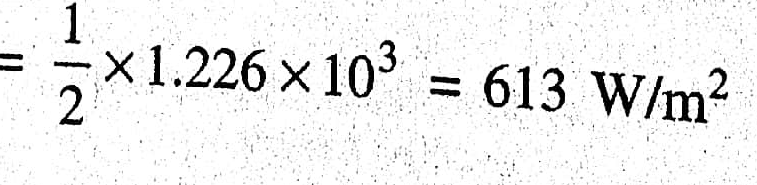 = 1/2 × 1.226 × 10³ = 613 W/m²